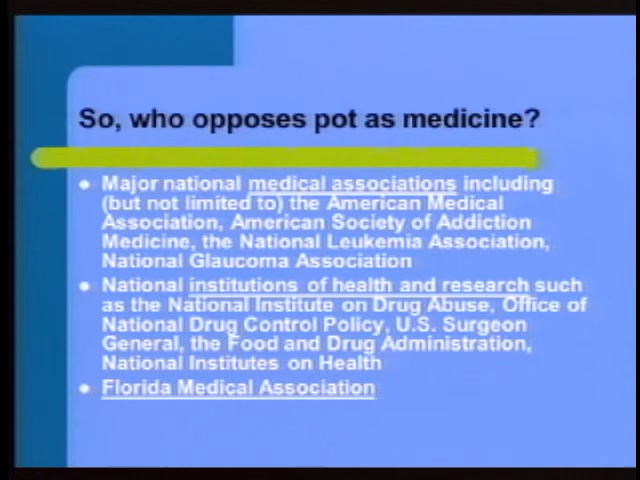 So, who opposes pot as medicine?
Major national medical associations including
(but not limited to) the American Medical
Association, American Society of Addiction
Medicine, the National Leukemia Association,
National Glaucoma Association
National institutions of health and research such
as the National Institute on Drug Abuse, Office of
National Drug Control Policy, U.S. Surgeon
General, the Food and Drug Administration,
National Institutes on Health
Florida Medical Association